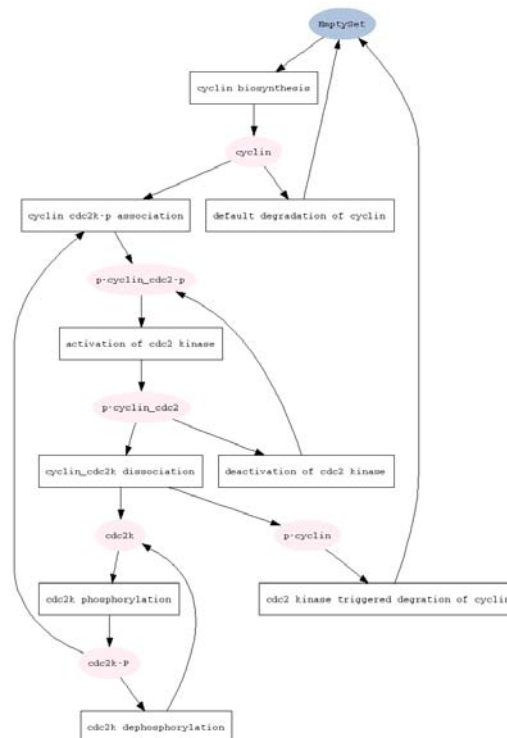 EmptySet
cyclin biosynthesis
cyclin
cyclin cdc2k-p association
default degradation of cyclin
p-cyclin_cdc2-p
activation of cdc2 kinase
p-cyclin_cdc2
cyclin_cdc2k dissociation
deactivation of cdc2 kinase
cdc2k
p-cyclin
cdc2k phosphorylation
cdc2 kinase triggered degration of cyclin
cdc2k-P
cdc2k dephosphorylation